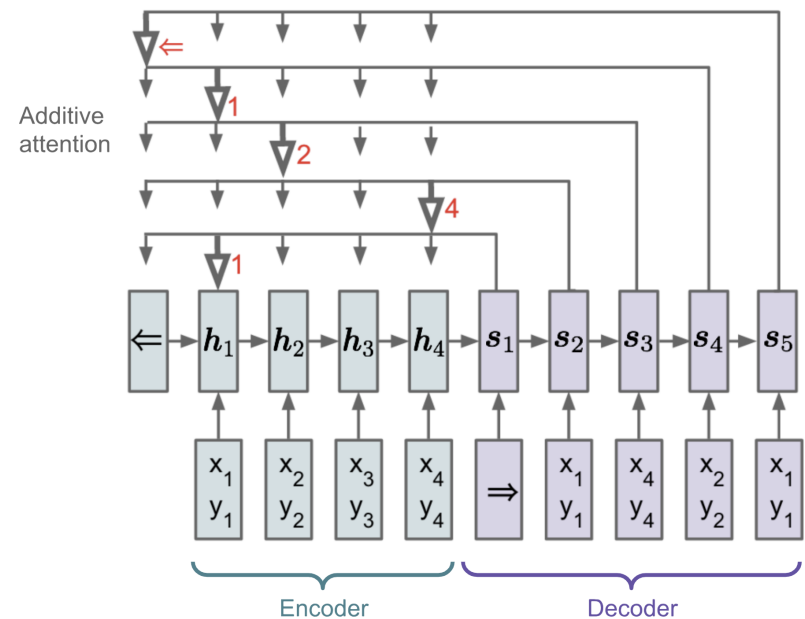 ⇐
1
Additive
attention
2
4
1
⇐ h₁ h₂ h₃ h₄ s₁ s₂ s₃ s₄ s₅
x₁ x₂ x₃ x₄ ⇒ x₁ x₄ x₂ x₁
y₁ y₂ y₃ y₄ y₁ y₄ y₂ y₁
Encoder Decoder